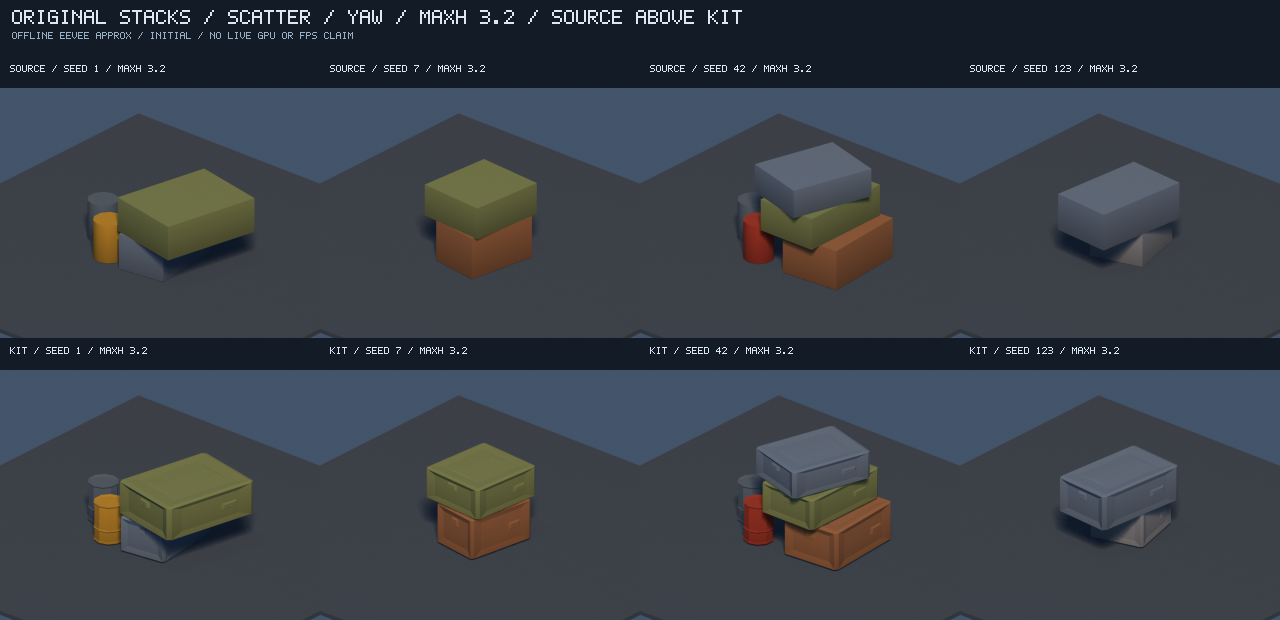 ORIGINAL STACKS / SCATTER / YAW / MAXH 3.2 / SOURCE ABOVE KIT
OFFLINE EEVEE APPROX / INITIAL / NO LIVE GPU OR FPS CLAIM
SOURCE / SEED 1 / MAXH 3.2
SOURCE / SEED 7 / MAXH 3.2
SOURCE / SEED 42 / MAXH 3.2
SOURCE / SEED 123 / MAXH 3.2
KIT / SEED 1 / MAXH 3.2
KIT / SEED 7 / MAXH 3.2
KIT / SEED 42 / MAXH 3.2
KIT / SEED 123 / MAXH 3.2